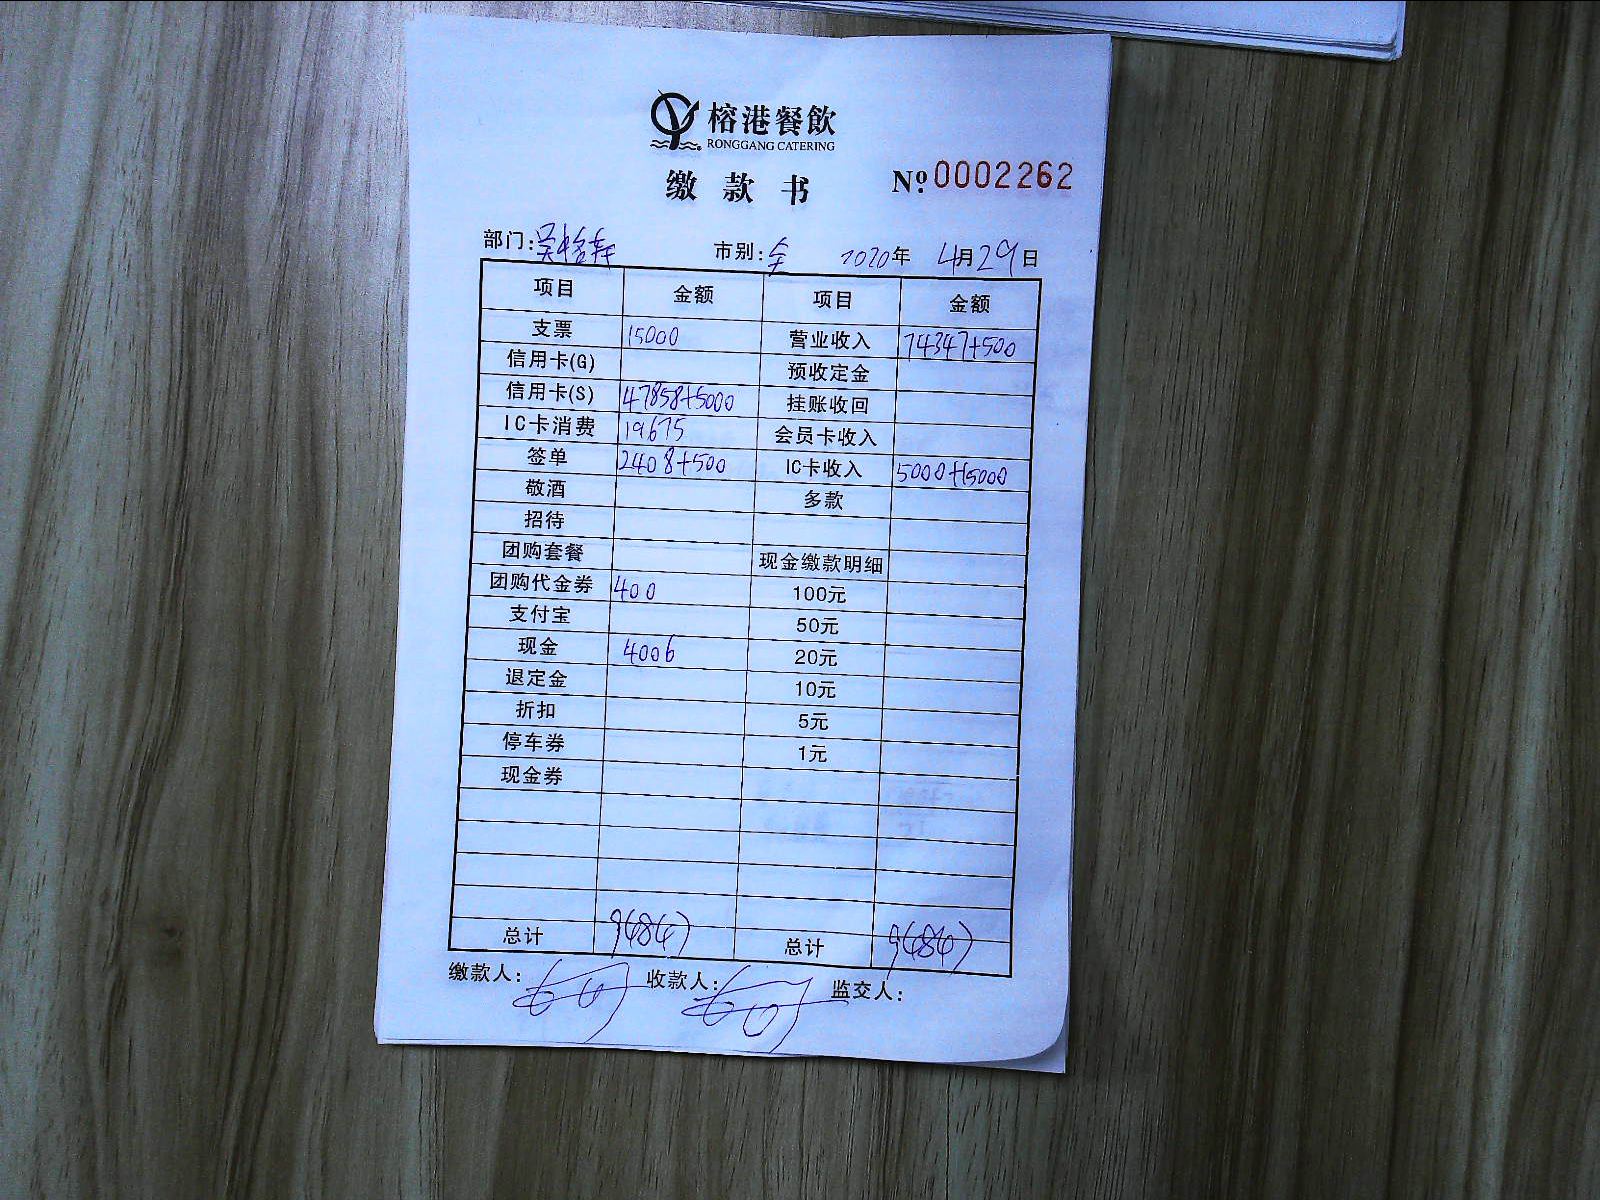 榕港餐飲
RONGGANG CATERING
缴款书 № 0002262
部门: 市别:全 2020年 4月29日
项目 金额 项目 金额
支票 15000 营业收入 74347+500
信用卡(G) 预收定金
信用卡(S) 47858+5000 挂账收回
IC卡消费 19675 会员卡收入
签单 2408+500 IC卡收入 5000+15000
敬酒 多款
招待
团购套餐 现金缴款明细
团购代金券 400 100元
支付宝 50元
现金 4006 20元
退定金 10元
折扣 5元
停车券 1元
现金券
总计 94847 总计 94847
缴款人: 收款人: 监交人: